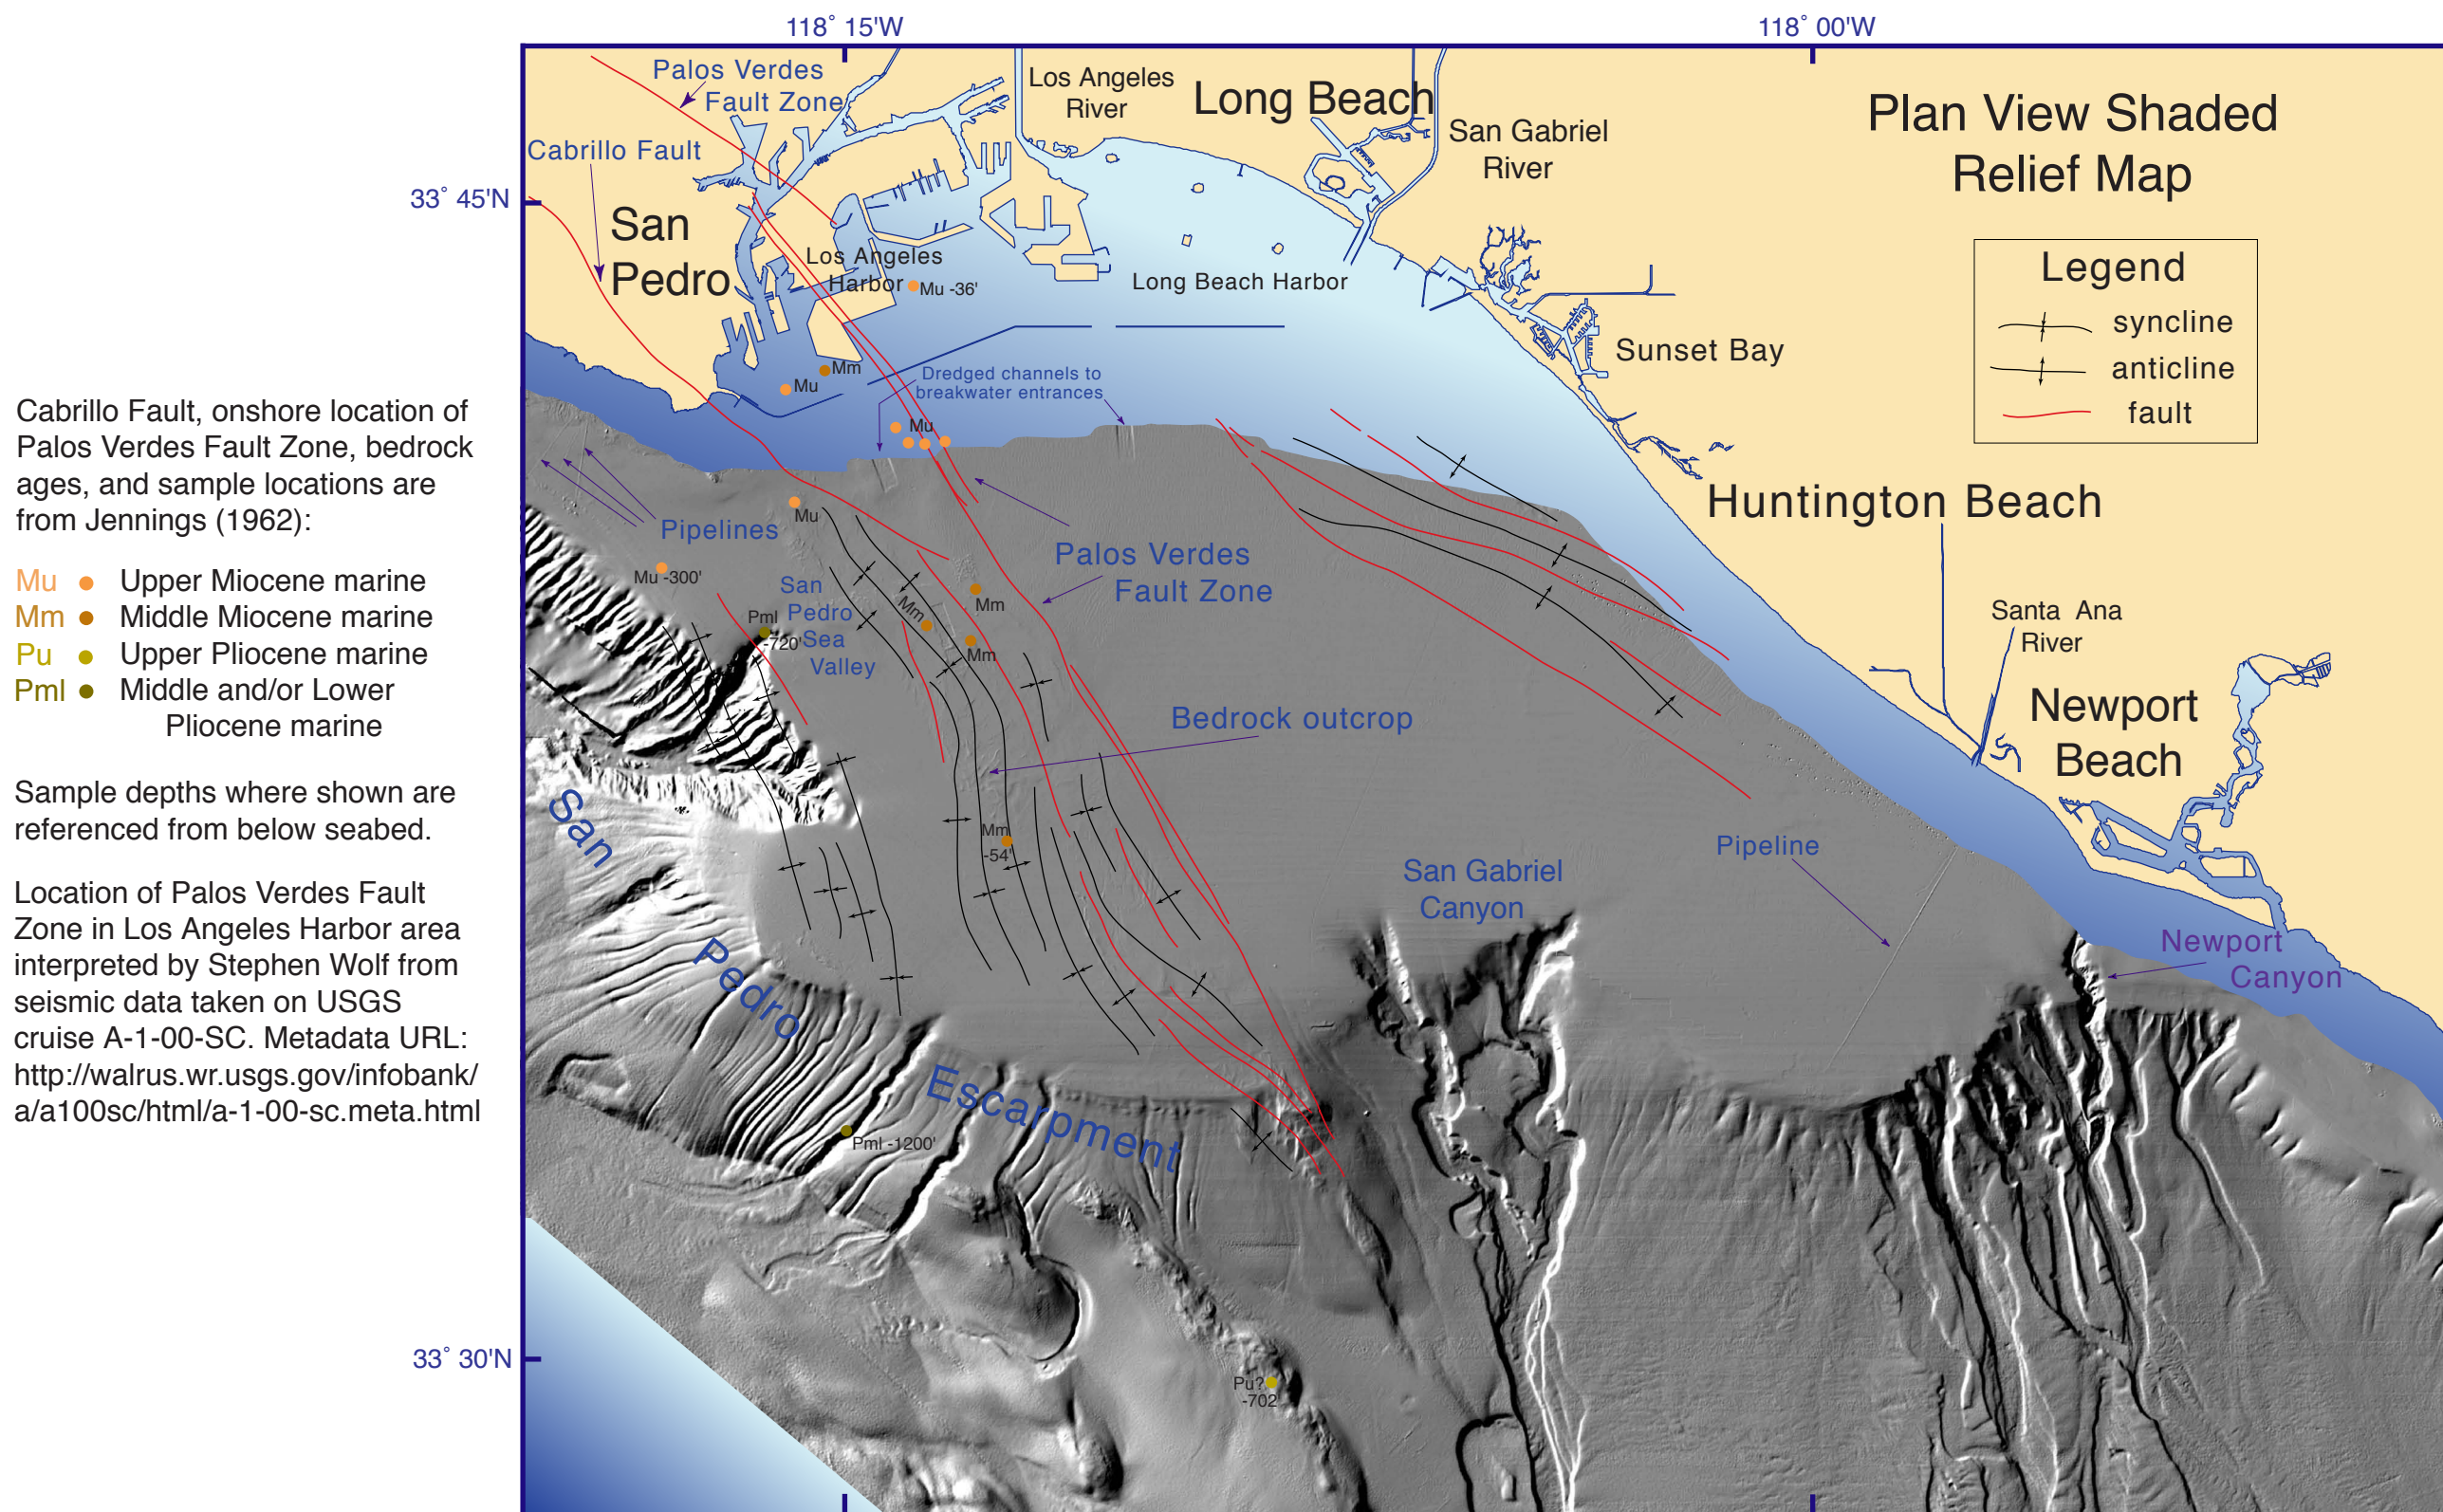 118° 15'W
118° 00'W
33° 45'N
33° 30'N
Plan View Shaded
Relief Map
Legend
syncline
anticline
fault
Palos Verdes
Fault Zone
Cabrillo Fault
San
Pedro
Los Angeles
River
Long Beach
San Gabriel
River
Los Angeles
Harbor
Mu -36'
Long Beach Harbor
Sunset Bay
Mm
Mu
Dredged channels to
breakwater entrances
Mu
Huntington Beach
Pipelines
Mu
Mu -300'
San
Pedro
Sea
Valley
Pml
-720'
Mm
Mm
Mm
Palos Verdes
Fault Zone
Santa Ana
River
Newport
Beach
Bedrock outcrop
Mm
-54'
Pipeline
San Gabriel
Canyon
Newport
Canyon
San
Pedro
Escarpment
Pml -1200'
Pu?
-702
Cabrillo Fault, onshore location of
Palos Verdes Fault Zone, bedrock
ages, and sample locations are
from Jennings (1962):
Mu Upper Miocene marine
Mm Middle Miocene marine
Pu Upper Pliocene marine
Pml Middle and/or Lower
Pliocene marine
Sample depths where shown are
referenced from below seabed.
Location of Palos Verdes Fault
Zone in Los Angeles Harbor area
interpreted by Stephen Wolf from
seismic data taken on USGS
cruise A-1-00-SC. Metadata URL:
http://walrus.wr.usgs.gov/infobank/
a/a100sc/html/a-1-00-sc.meta.html